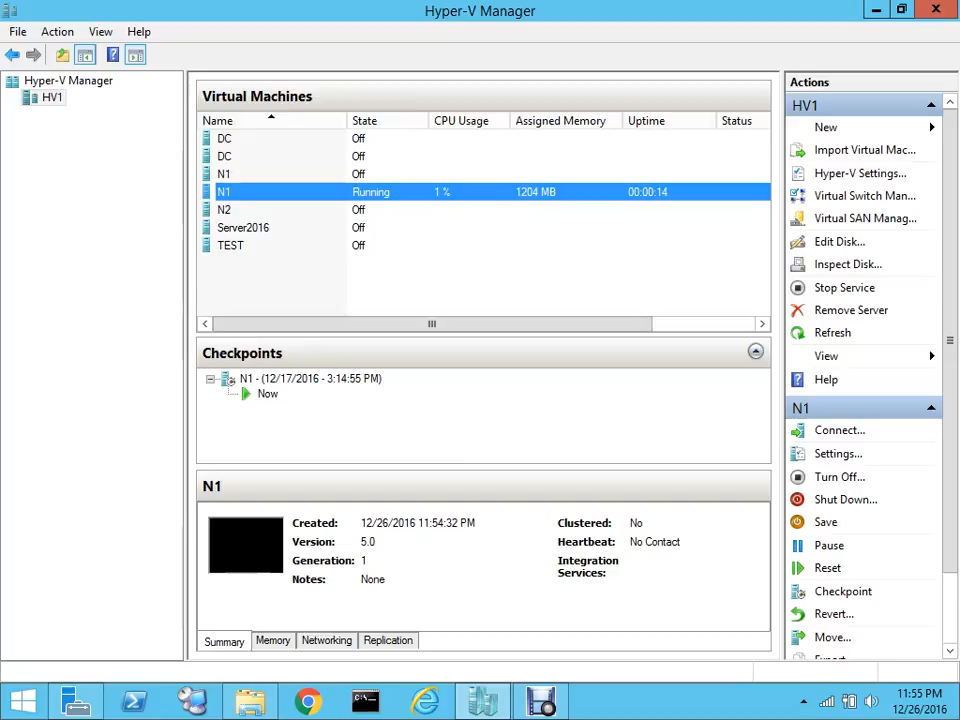 Hyper-V Manager
File Action View Help
Hyper-V Manager
HV1
Virtual Machines
Name State CPU Usage Assigned Memory Uptime Status
DC Off
DC Off
N1 Off
N1 Running 1 % 1204 MB 00:00:14
N2 Off
Server2016 Off
TEST Off
Checkpoints
N1 - (12/17/2016 - 3:14:55 PM)
Now
N1
Created: 12/26/2016 11:54:32 PM Clustered: No
Version: 5.0 Heartbeat: No Contact
Generation: 1 Integration
Services:
Notes: None
Summary Memory Networking Replication
Actions
HV1
New
Import Virtual Mac...
Hyper-V Settings...
Virtual Switch Man...
Virtual SAN Manag...
Edit Disk...
Inspect Disk...
Stop Service
Remove Server
Refresh
View
Help
N1
Connect...
Settings...
Turn Off...
Shut Down...
Save
Pause
Reset
Checkpoint
Revert...
Move...
11:55 PM
12/26/2016